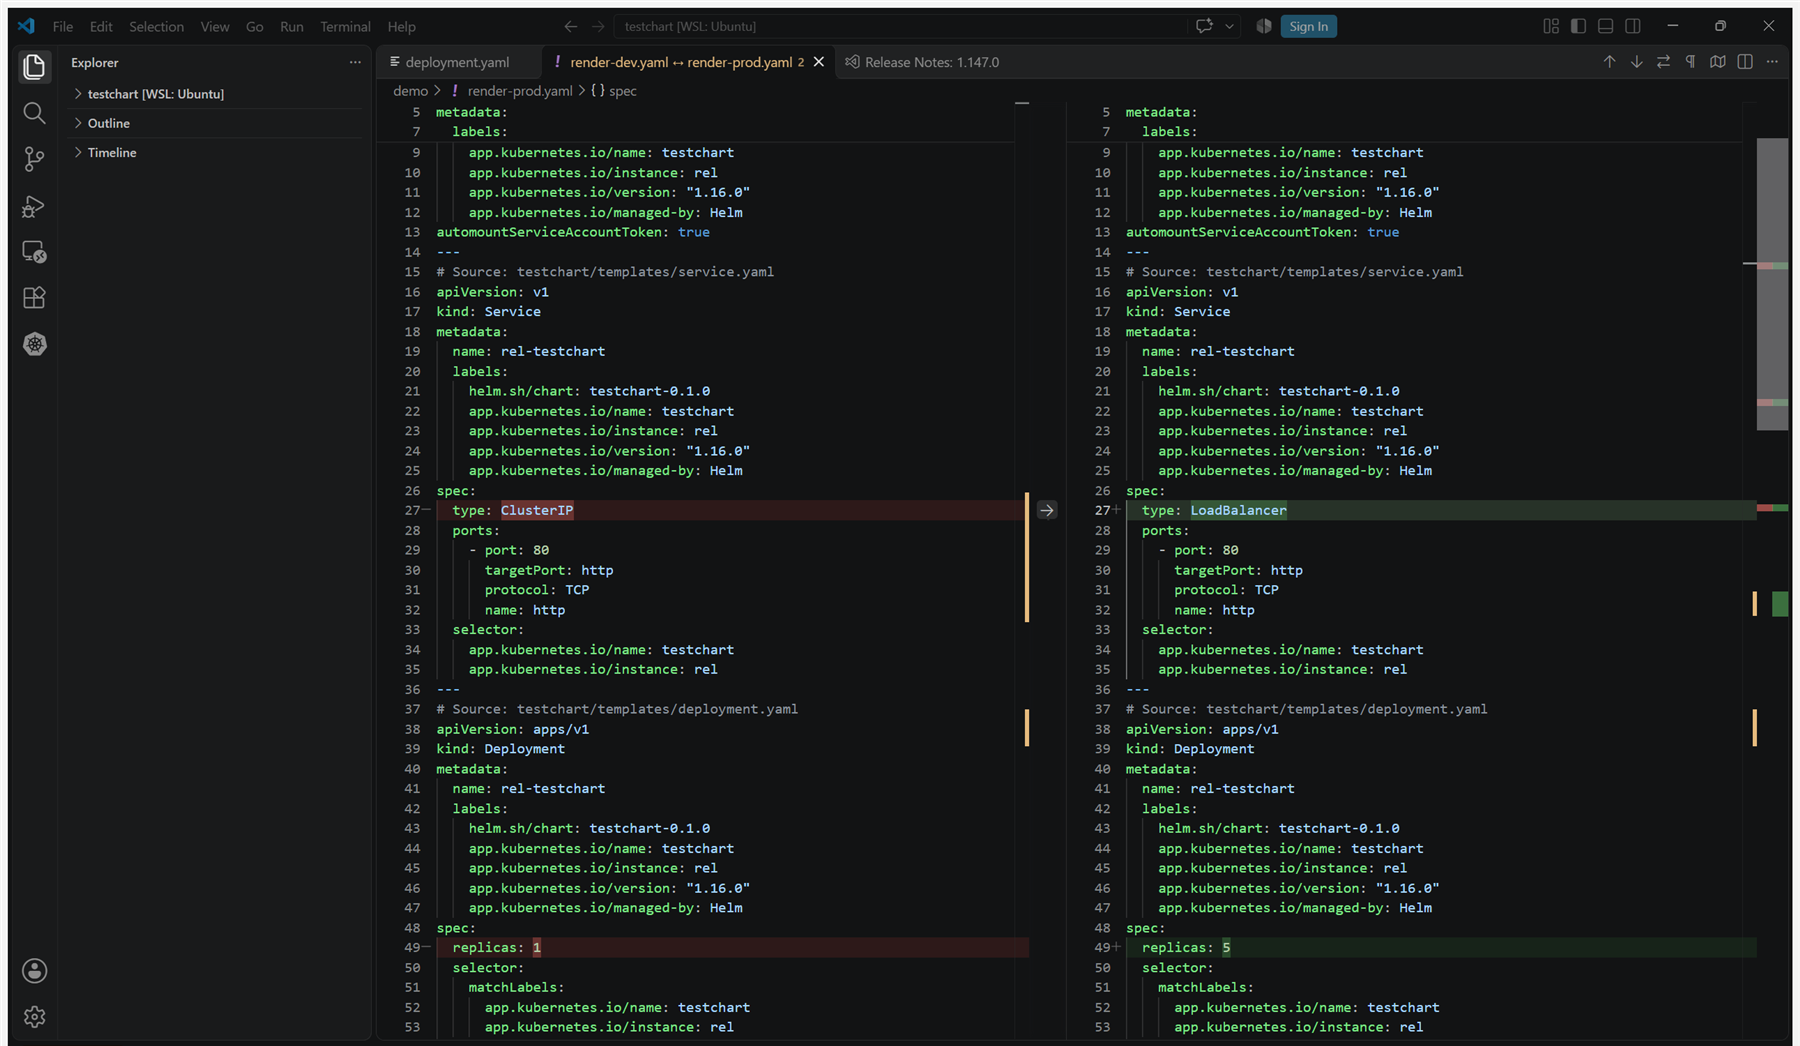 File Edit Selection View Go Run Terminal Help
testchart [WSL: Ubuntu]
Sign In
Explorer
testchart [WSL: Ubuntu]
Outline
Timeline
deployment.yaml
render-dev.yaml ↔ render-prod.yaml 2
Release Notes: 1.147.0
demo > ! render-prod.yaml > {} spec
5 metadata:
7   labels:
9     app.kubernetes.io/name: testchart
10     app.kubernetes.io/instance: rel
11     app.kubernetes.io/version: "1.16.0"
12     app.kubernetes.io/managed-by: Helm
13 automountServiceAccountToken: true
14 ---
15 # Source: testchart/templates/service.yaml
16 apiVersion: v1
17 kind: Service
18 metadata:
19   name: rel-testchart
20   labels:
21     helm.sh/chart: testchart-0.1.0
22     app.kubernetes.io/name: testchart
23     app.kubernetes.io/instance: rel
24     app.kubernetes.io/version: "1.16.0"
25     app.kubernetes.io/managed-by: Helm
26 spec:
27−   type: ClusterIP
28   ports:
29     - port: 80
30       targetPort: http
31       protocol: TCP
32       name: http
33   selector:
34     app.kubernetes.io/name: testchart
35     app.kubernetes.io/instance: rel
36 ---
37 # Source: testchart/templates/deployment.yaml
38 apiVersion: apps/v1
39 kind: Deployment
40 metadata:
41   name: rel-testchart
42   labels:
43     helm.sh/chart: testchart-0.1.0
44     app.kubernetes.io/name: testchart
45     app.kubernetes.io/instance: rel
46     app.kubernetes.io/version: "1.16.0"
47     app.kubernetes.io/managed-by: Helm
48 spec:
49−   replicas: 1
50   selector:
51     matchLabels:
52       app.kubernetes.io/name: testchart
53       app.kubernetes.io/instance: rel
5 metadata:
7   labels:
9     app.kubernetes.io/name: testchart
10     app.kubernetes.io/instance: rel
11     app.kubernetes.io/version: "1.16.0"
12     app.kubernetes.io/managed-by: Helm
13 automountServiceAccountToken: true
14 ---
15 # Source: testchart/templates/service.yaml
16 apiVersion: v1
17 kind: Service
18 metadata:
19   name: rel-testchart
20   labels:
21     helm.sh/chart: testchart-0.1.0
22     app.kubernetes.io/name: testchart
23     app.kubernetes.io/instance: rel
24     app.kubernetes.io/version: "1.16.0"
25     app.kubernetes.io/managed-by: Helm
26 spec:
27+   type: LoadBalancer
28   ports:
29     - port: 80
30       targetPort: http
31       protocol: TCP
32       name: http
33   selector:
34     app.kubernetes.io/name: testchart
35     app.kubernetes.io/instance: rel
36 ---
37 # Source: testchart/templates/deployment.yaml
38 apiVersion: apps/v1
39 kind: Deployment
40 metadata:
41   name: rel-testchart
42   labels:
43     helm.sh/chart: testchart-0.1.0
44     app.kubernetes.io/name: testchart
45     app.kubernetes.io/instance: rel
46     app.kubernetes.io/version: "1.16.0"
47     app.kubernetes.io/managed-by: Helm
48 spec:
49+   replicas: 5
50   selector:
51     matchLabels:
52       app.kubernetes.io/name: testchart
53       app.kubernetes.io/instance: rel